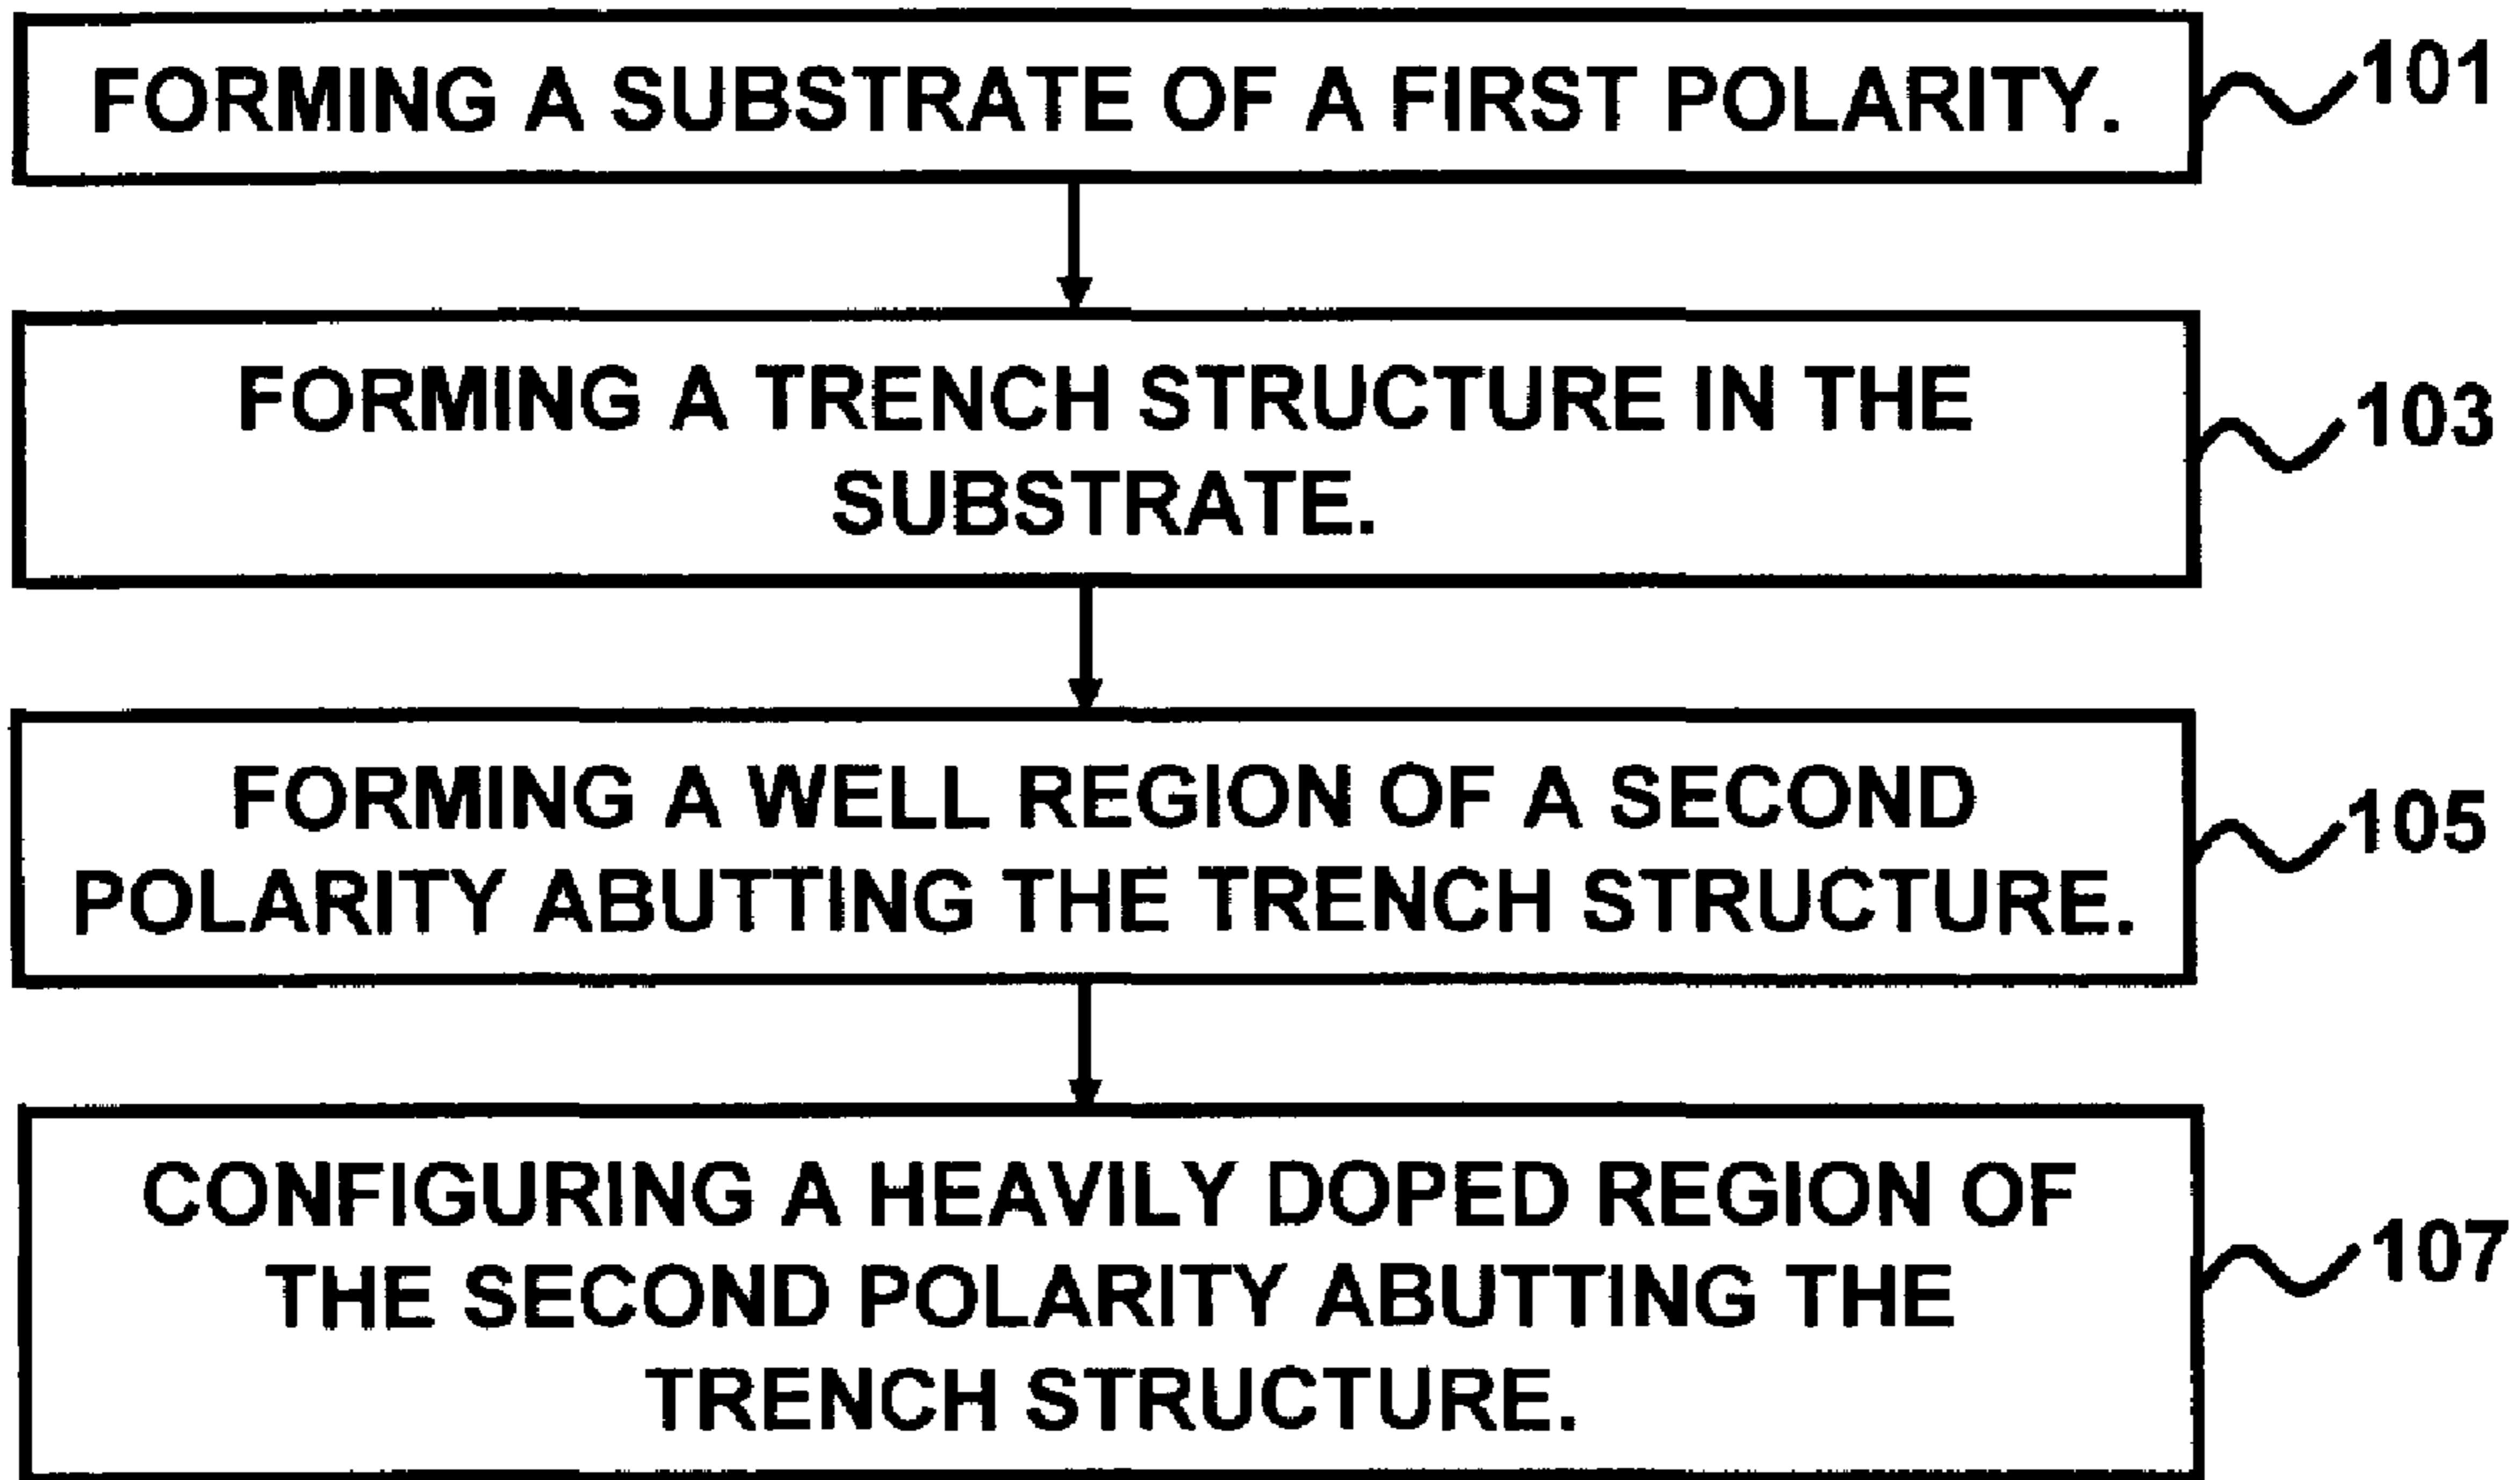 FORMING A SUBSTRATE OF A FIRST POLARITY.
101
FORMING A TRENCH STRUCTURE IN THE
SUBSTRATE.
103
FORMING A WELL REGION OF A SECOND
POLARITY ABUTTING THE TRENCH STRUCTURE.
105
CONFIGURING A HEAVILY DOPED REGION OF
THE SECOND POLARITY ABUTTING THE
TRENCH STRUCTURE.
107